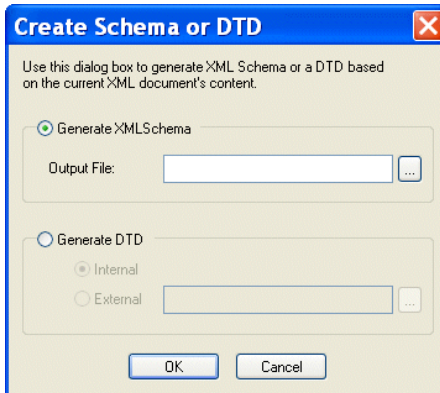 Create Schema or DTD
Use this dialog box to generate XML Schema or a DTD based
on the current XML document's content.
Generate XMLSchema
Output File:
...
Generate DTD
Internal
External
...
OK
Cancel